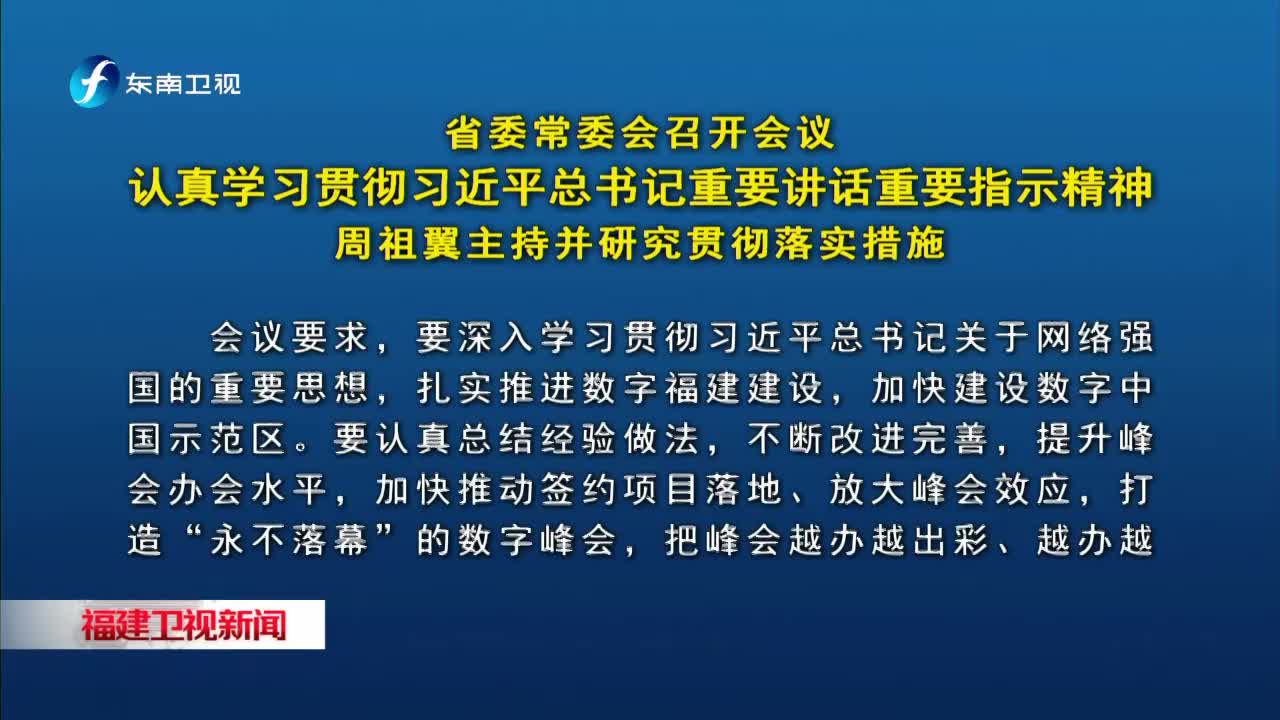 东南卫视
省委常委会召开会议
认真学习贯彻习近平总书记重要讲话重要指示精神
周祖翼主持并研究贯彻落实措施
会议要求，要深入学习贯彻习近平总书记关于网络强
国的重要思想，扎实推进数字福建建设，加快建设数字中
国示范区。要认真总结经验做法，不断改进完善，提升峰
会办会水平，加快推动签约项目落地、放大峰会效应，打
造“永不落幕”的数字峰会，把峰会越办越出彩、越办越
福建卫视新闻